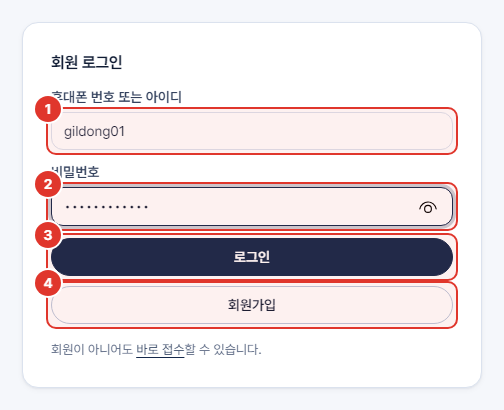 회원 로그인
휴대폰 번호 또는 아이디
1
gildong01
비밀번호
2
············
3
로그인
4
회원가입
회원이 아니어도 바로 접수할 수 있습니다.